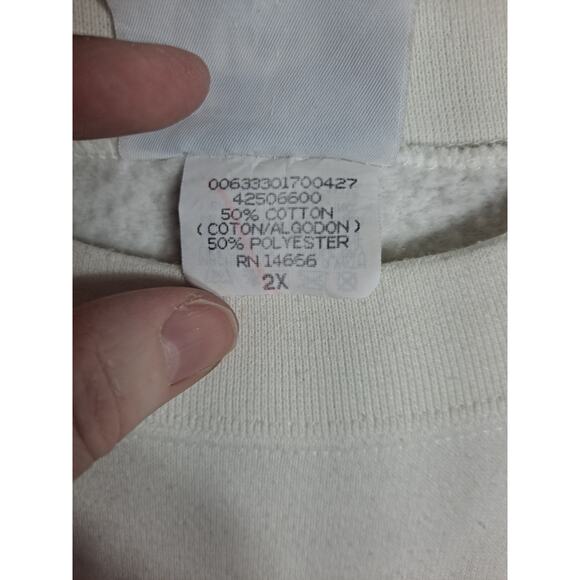 00633301700427
42506600
50% COTTON
(COTON/ALGODON)
50% POLYESTER
RN 14666
2X